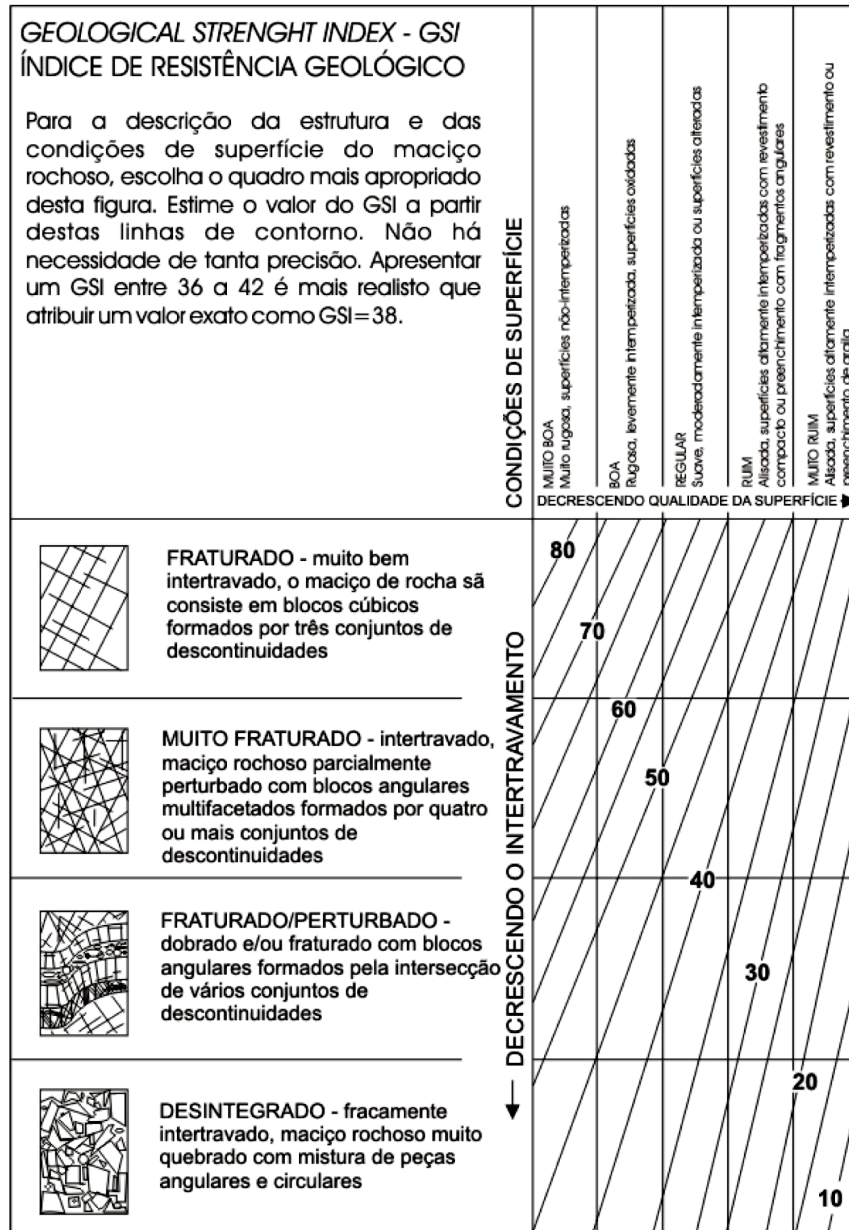 GEOLOGICAL STRENGHT INDEX - GSI
ÍNDICE DE RESISTÊNCIA GEOLÓGICO
Para a descrição da estrutura e das
condições de superfície do maciço
rochoso, escolha o quadro mais apropriado
desta figura. Estime o valor do GSI a partir
destas linhas de contorno. Não há
necessidade de tanta precisão. Apresentar
um GSI entre 36 a 42 é mais realisto que
atribuir um valor exato como GSI=38.
CONDIÇÕES DE SUPERFÍCIE
MUITO BOA
Muito rugosa, superfícies não-intemperizadas
BOA
Rugosa, levemente intemperizada, superfícies oxidadas
REGULAR
Suave, moderadamente intemperizada ou superfícies alteradas
RUIM
Alisada, superfícies altamente intemperizadas com revestimento
compacto ou preenchimento com fragmentos angulares
MUITO RUIM
Alisada, superfícies altamente intemperizadas com revestimento ou
preenchimento de argila
DECRESCENDO QUALIDADE DA SUPERFÍCIE
DECRESCENDO O INTERTRAVAMENTO
FRATURADO - muito bem
intertravado, o maciço de rocha sã
consiste em blocos cúbicos
formados por três conjuntos de
descontinuidades
80
70
MUITO FRATURADO - intertravado,
maciço rochoso parcialmente
perturbado com blocos angulares
multifacetados formados por quatro
ou mais conjuntos de
descontinuidades
60
50
40
FRATURADO/PERTURBADO -
dobrado e/ou fraturado com blocos
angulares formados pela intersecção
de vários conjuntos de
descontinuidades
30
DESINTEGRADO - fracamente
intertravado, maciço rochoso muito
quebrado com mistura de peças
angulares e circulares
20
10